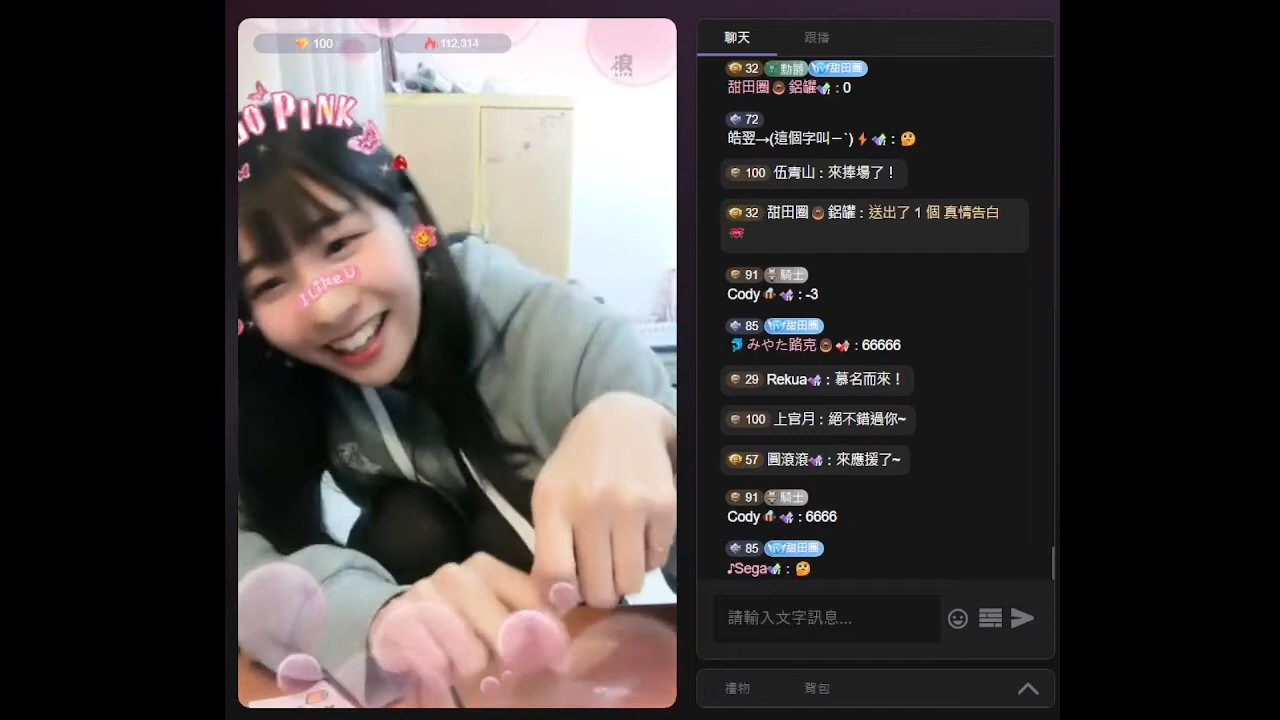 100
112,314
浪
LIVE
GO PINK
I Like U
聊天
跟播
32 勳爵 甜田圈
甜田圈🍩鋁罐 : 0
72
皓翌→(這個字叫ㄧˋ)⚡ : 🤔
100 伍青山 : 來捧場了！
32 甜田圈🍩鋁罐 : 送出了 1 個 真情告白
91 騎士
Cody : -3
85 甜田圈
🐬みやた路克🍩 : 66666
29 Rekua : 慕名而來！
100 上官月 : 絕不錯過你~
57 圓滾滾 : 來應援了~
91 騎士
Cody : 6666
85 甜田圈
♪Sega : 🤔
請輸入文字訊息...
禮物
背包